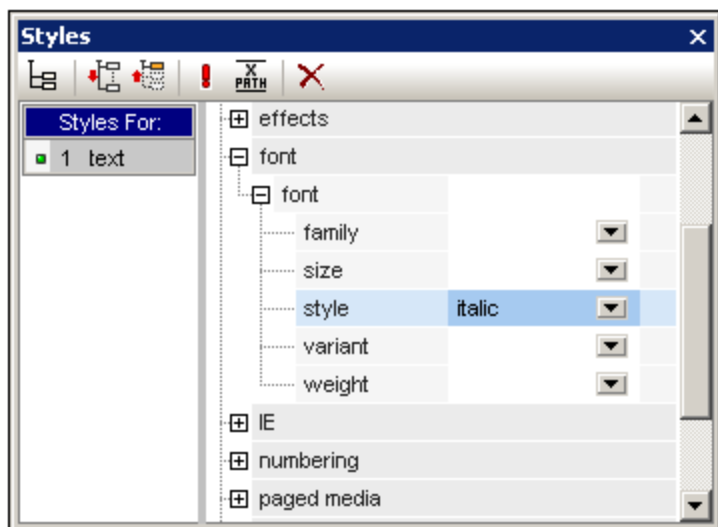 Styles
X
PATH
Styles For:
1 text
effects
font
font
family
size
style italic
variant
weight
IE
numbering
paged media